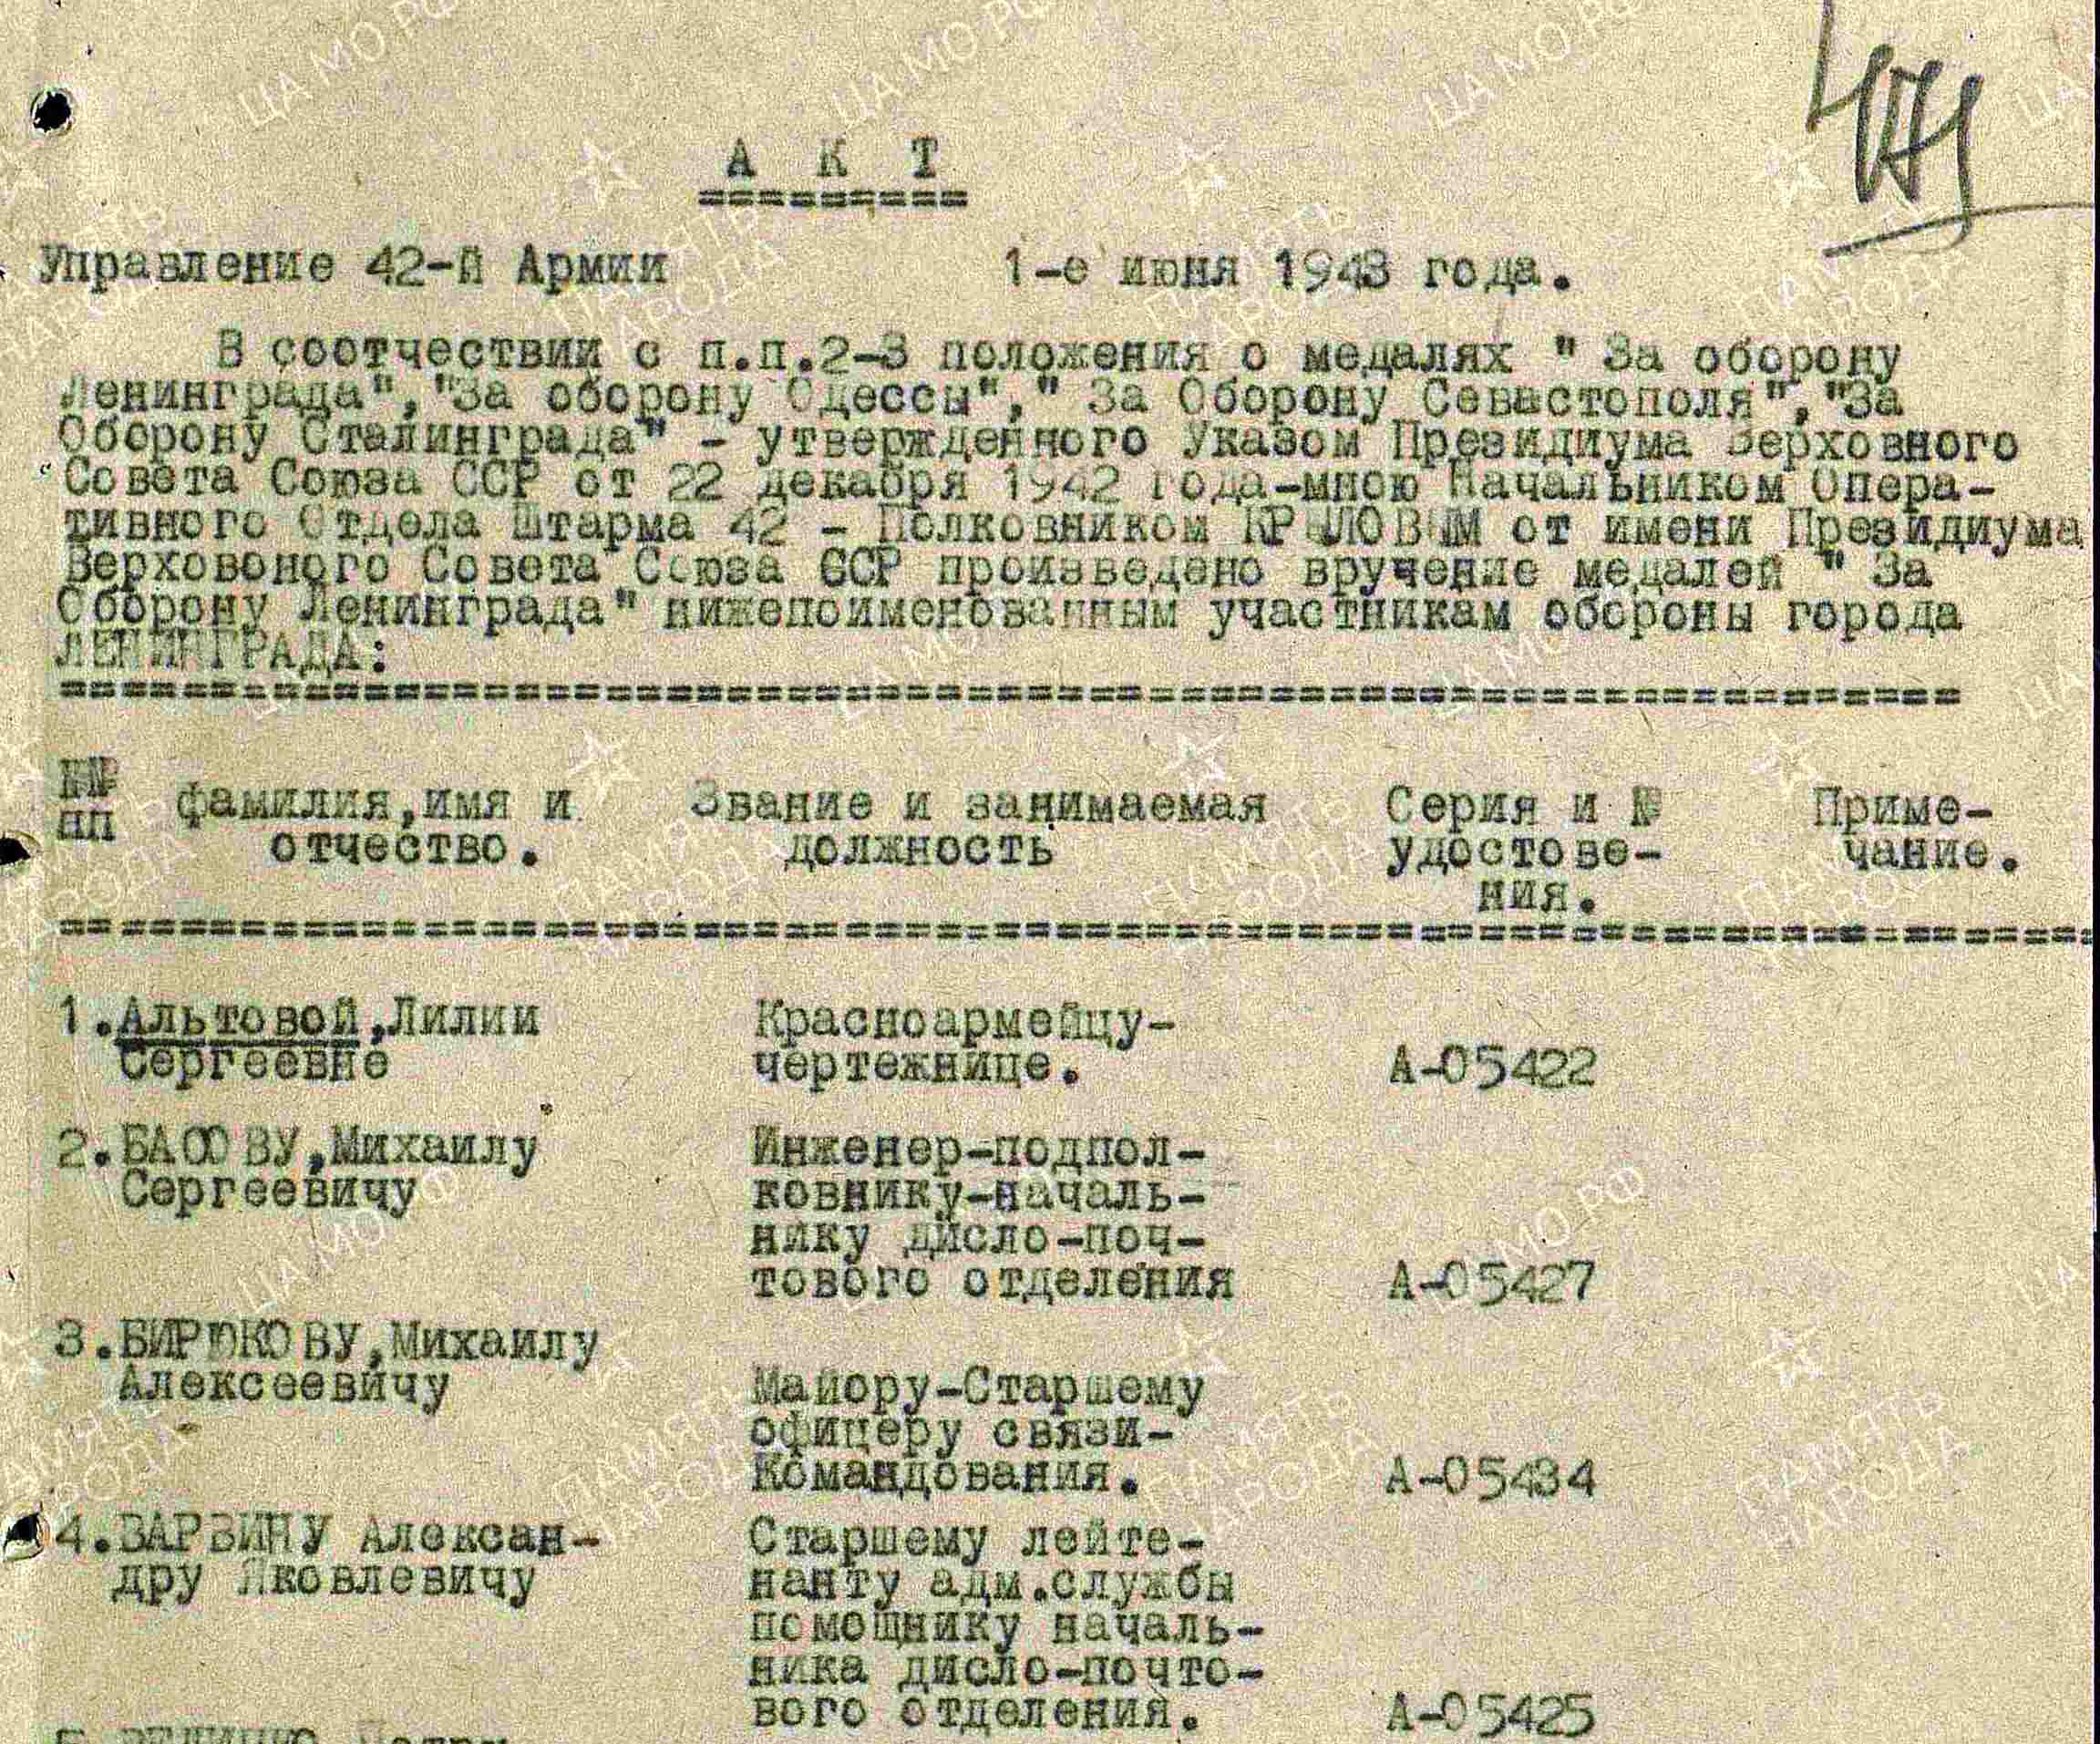 А К Т
=========
Управление 42-й Армии 1-е июня 1943 года.
В соотчествии с п.п.2-3 положения о медалях " За оборону
Ленинграда","За оборону Одессы"," За Оборону Севастополя","За
Оборону Сталинграда" - утвержденного Указом Президиума Верховного
Совета Союза ССР от 22 декабря 1942 года-мною Начальником Опера-
тивного Отдела Штарма 42 - Полковником КРЫЛОВЫМ от имени Президиума
Верховоного Совета Союза ССР произведено вручение медалей " За
Оборону Ленинграда" нижепоименованным участникам обороны города
ЛЕНИНГРАДА:
№№ фамилия,имя и Звание и занимаемая Серия и № Приме-
пп отчество. должность удостове- чание.
ния.
1.Альтовой,Лилии Красноармейцу-
Сергеевне чертежнице. А-05422
2.БАСОВУ,Михаилу Инженер-подпол-
Сергеевичу ковнику-началь-
нику дисло-поч-
тового отделения А-05427
3.БИРЮКОВУ,Михаилу
Алексеевичу Майору-Старшему
офицеру связи-
Командования. А-05434
4.ВАРВИНУ Алексан- Старшему лейте-
дру Яковлевичу нанту адм.службы
помощнику началь-
ника дисло-почто-
вого отделения. А-05425